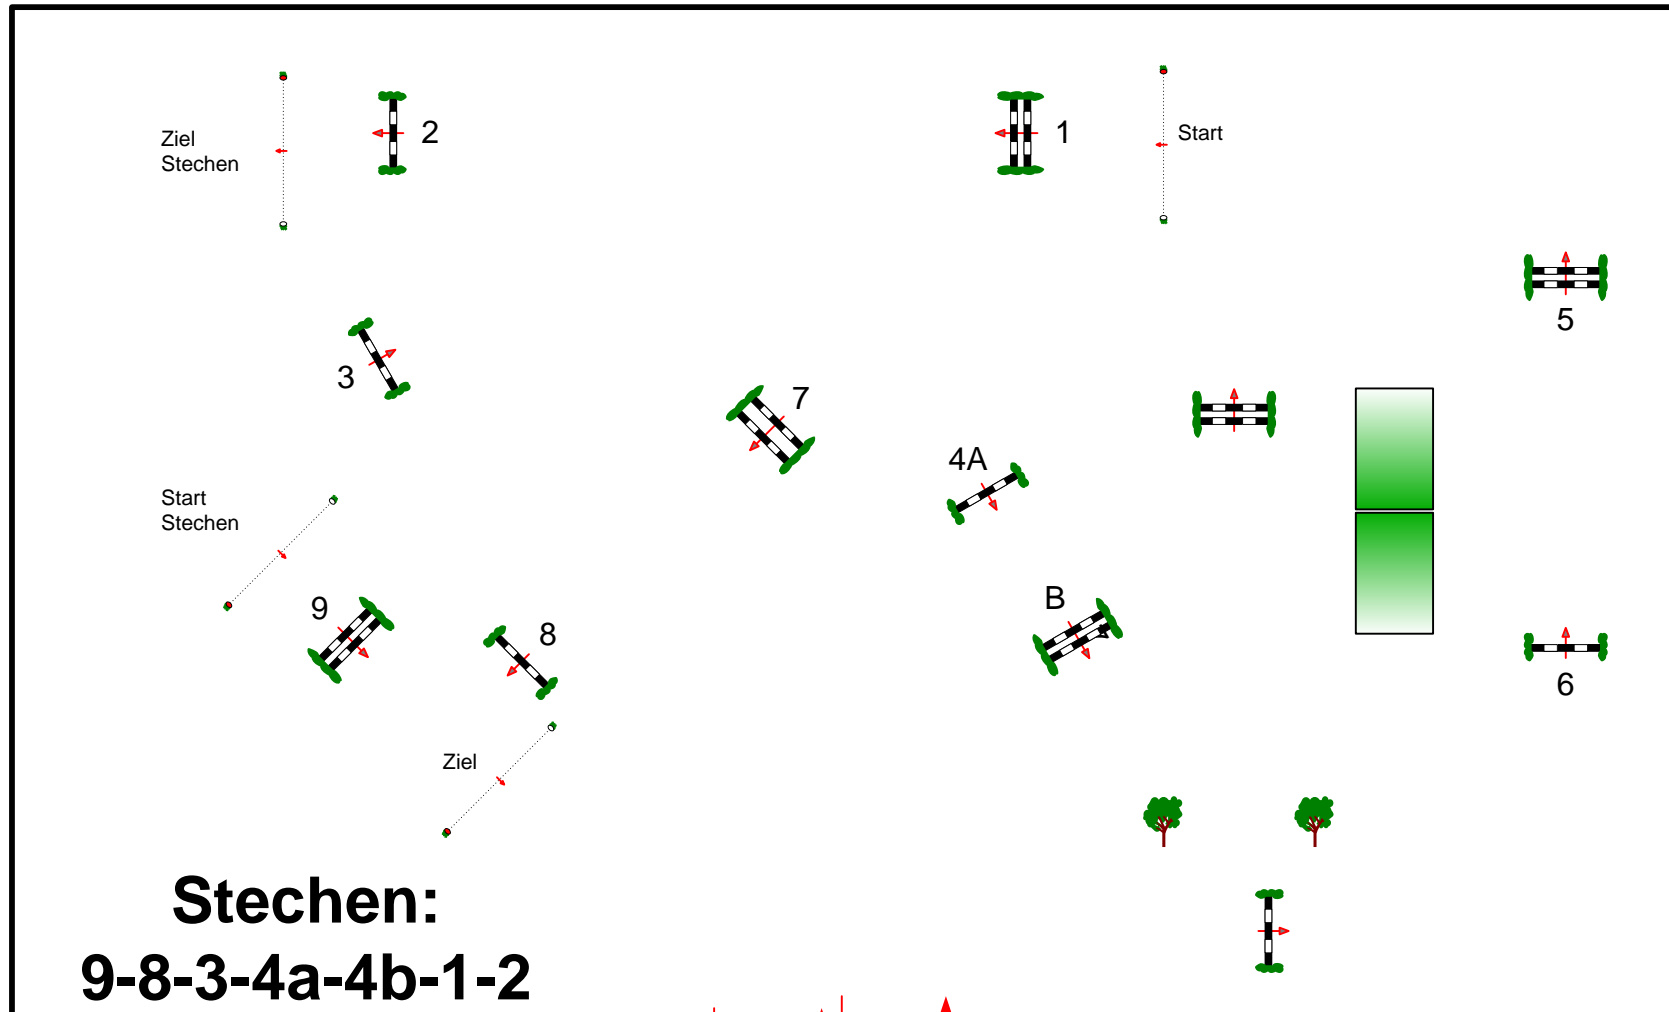 Ziel
Stechen
2
1
Start
5
3
7
4A
Start
Stechen
9
8
B
6
Ziel
Stechen:
9-8-3-4a-4b-1-2